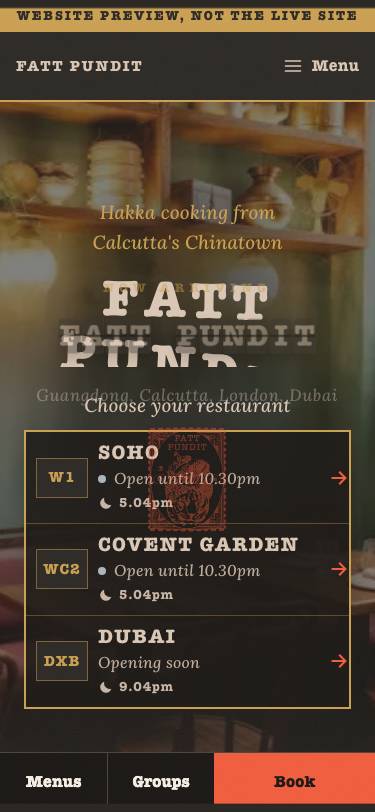 WEBSITE PREVIEW, NOT THE LIVE SITE
FATT PUNDIT
Menu
Hakka cooking from
Calcutta's Chinatown
FATT
FATT PUNDIT
Guangdong, Calcutta, London, Dubai
Choose your restaurant
FATT
PUNDIT
W1
SOHO
Open until 10.30pm
5.04pm
WC2
COVENT GARDEN
Open until 10.30pm
5.04pm
DXB
DUBAI
Opening soon
9.04pm
Menus
Groups
Book